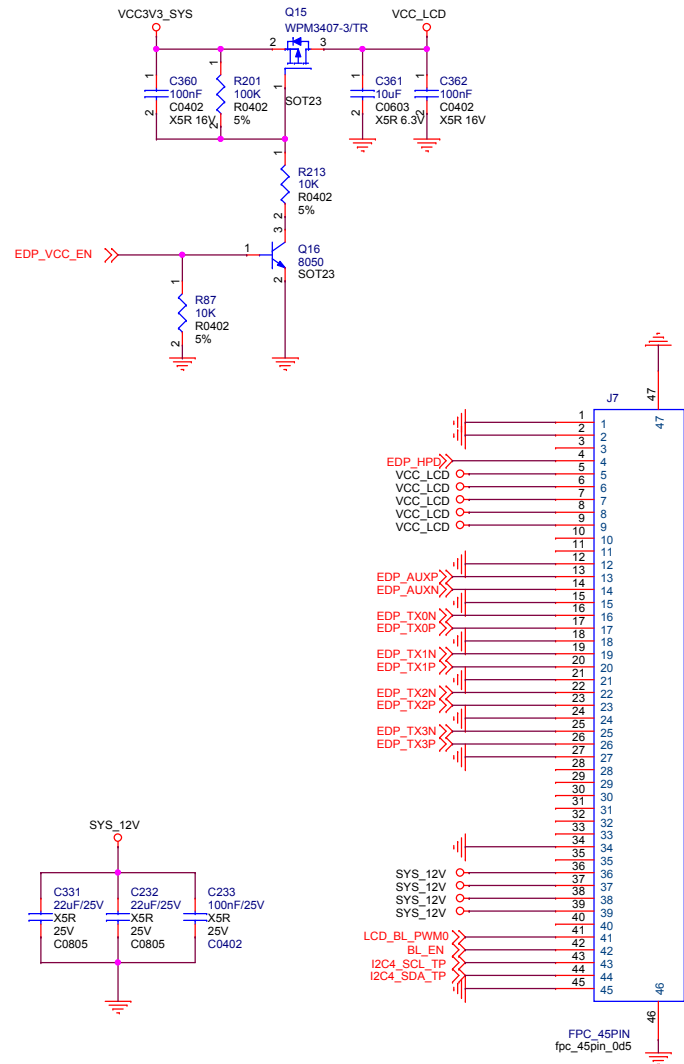 VCC3V3_SYS
Q15
WPM3407-3/TR
VCC_LCD
2
3
1
SOT23
1
C360
100nF
C0402
X5R 16V
2
1
R201
100K
R0402
5%
2
1
C361
10uF
C0603
X5R 6.3V
2
1
C362
100nF
C0402
X5R 16V
2
1
R213
10K
R0402
5%
2
3
EDP_VCC_EN
1
Q16
8050
SOT23
2
1
R87
10K
R0402
5%
2
47
J7
47
1 1
2 2
3 3
EDP_HPD 4 4
VCC_LCD 5 5
VCC_LCD 6 6
VCC_LCD 7 7
VCC_LCD 8 8
VCC_LCD 9 9
10 10
11 11
12 12
EDP_AUXP 13 13
EDP_AUXN 14 14
15 15
EDP_TX0N 16 16
EDP_TX0P 17 17
18 18
EDP_TX1N 19 19
EDP_TX1P 20 20
21 21
EDP_TX2N 22 22
EDP_TX2P 23 23
24 24
EDP_TX3N 25 25
EDP_TX3P 26 26
27 27
28 28
29 29
30 30
31 31
32 32
33 33
34 34
35 35
SYS_12V 36 36
SYS_12V 37 37
SYS_12V 38 38
SYS_12V 39 39
40 40
LCD_BL_PWM0 41 41
BL_EN 42 42
I2C4_SCL_TP 43 43
I2C4_SDA_TP 44 44
45 45
46
46
FPC_45PIN
fpc_45pin_0d5
SYS_12V
C331
22uF/25V
X5R
25V
C0805
C232
22uF/25V
X5R
25V
C0805
C233
100nF/25V
X5R
25V
C0402